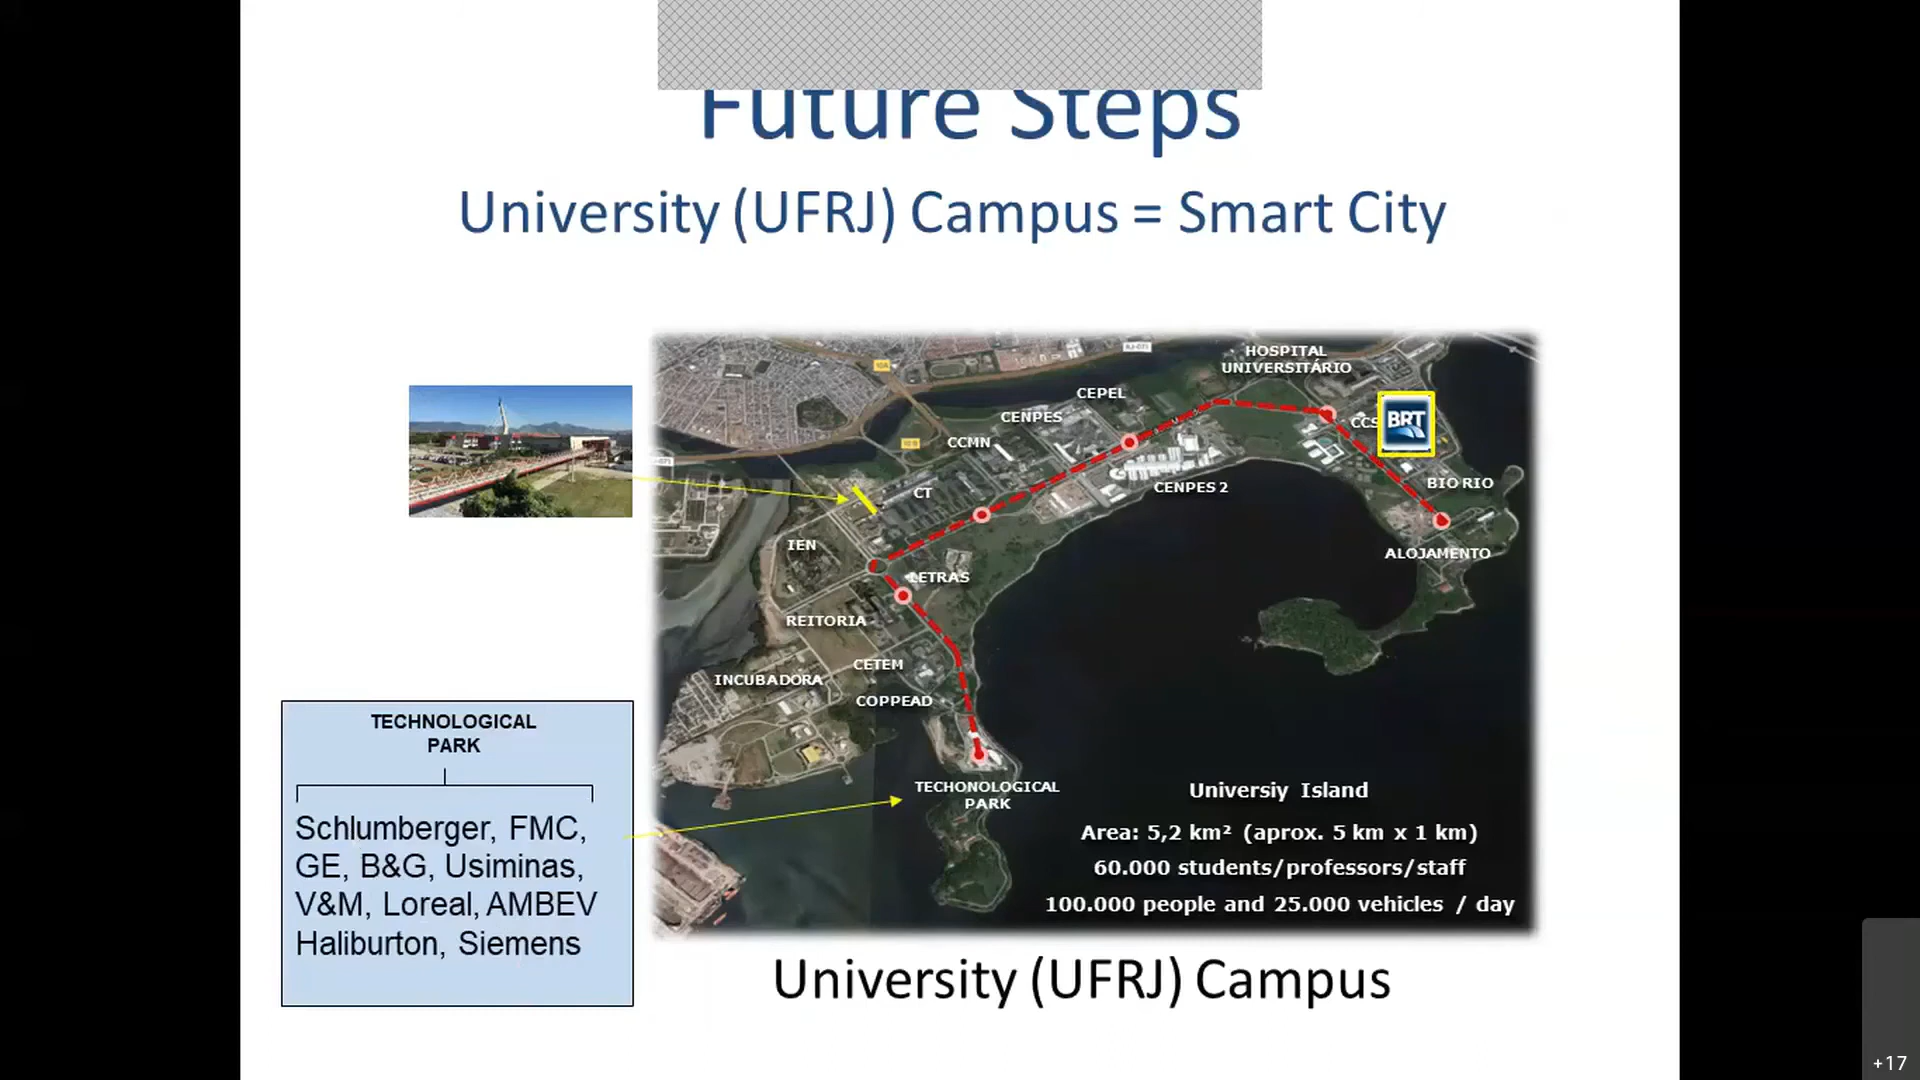 Future Steps
University (UFRJ) Campus = Smart City
HOSPITAL
UNIVERSITÁRIO
CEPEL
CENPES
CCMN
CCS
BRT
CT
CENPES 2
BIO RIO
IEN
ALOJAMENTO
LETRAS
REITORIA
CETEM
INCUBADORA
COPPEAD
TECHONOLOGICAL
PARK
Universiy Island
Area: 5,2 km² (aprox. 5 km x 1 km)
60.000 students/professors/staff
100.000 people and 25.000 vehicles / day
TECHNOLOGICAL
PARK
Schlumberger, FMC,
GE, B&G, Usiminas,
V&M, Loreal, AMBEV
Haliburton, Siemens
University (UFRJ) Campus
+17